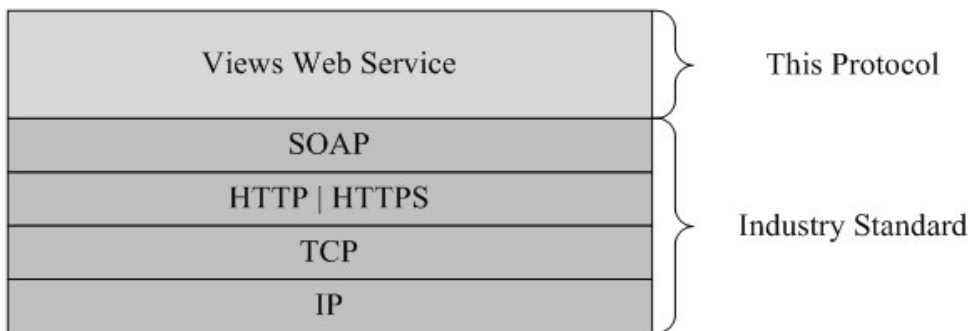 Views Web Service
This Protocol
SOAP
HTTP | HTTPS
TCP
IP
Industry Standard